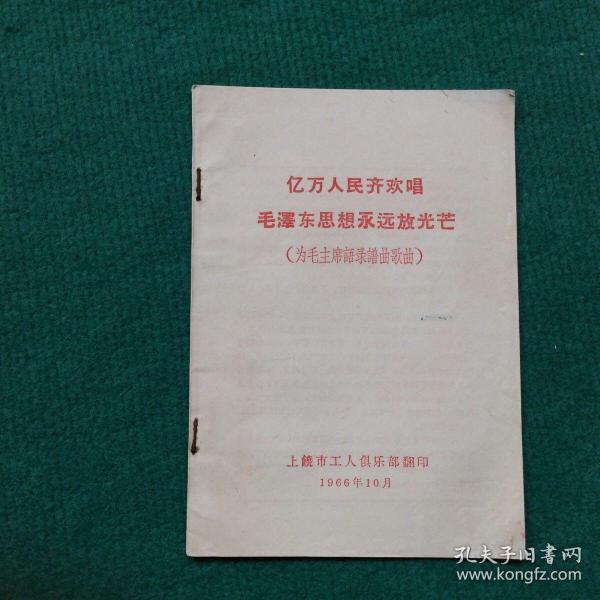 亿万人民齐欢唱
毛澤东思想永远放光芒
（为毛主席語录譜曲歌曲）
上饒市工人俱乐部翻印
1966年10月
孔夫子旧书网
www.kongfz.com